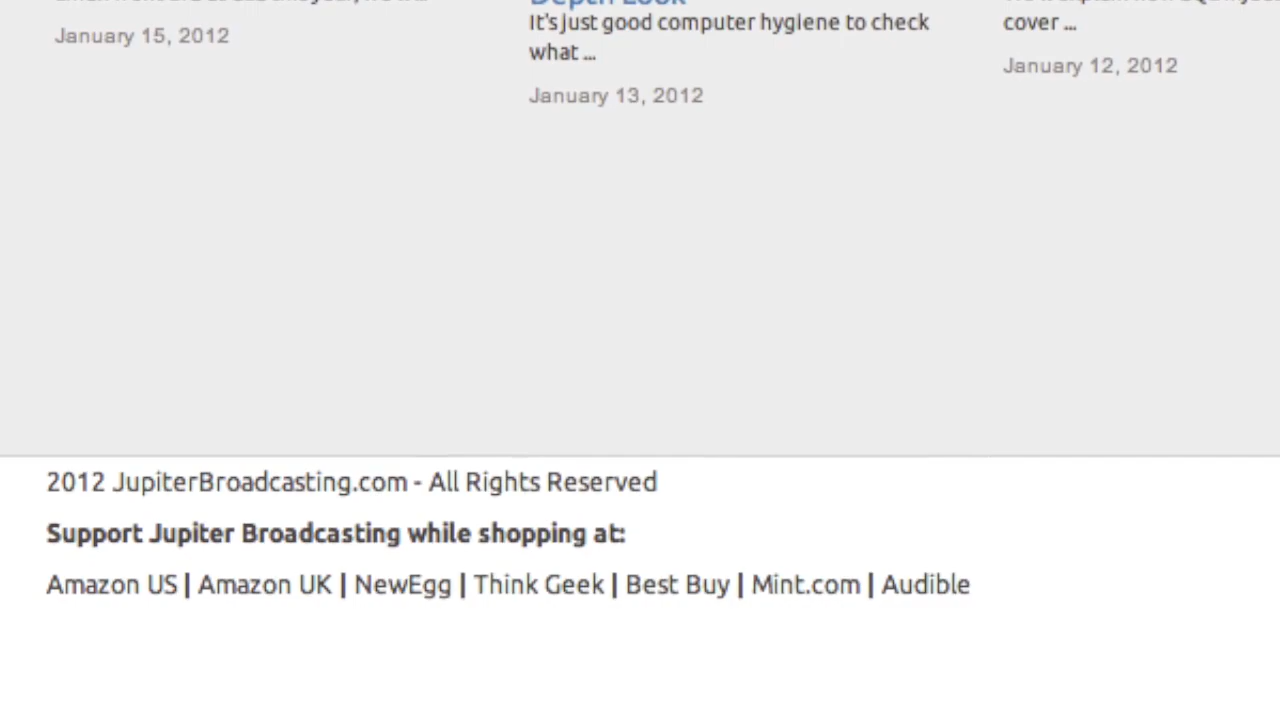 January 15, 2012
Depth Look
It's just good computer hygiene to check
what ...
January 13, 2012
cover ...
January 12, 2012
2012 JupiterBroadcasting.com - All Rights Reserved
Support Jupiter Broadcasting while shopping at:
Amazon US | Amazon UK | NewEgg | Think Geek | Best Buy | Mint.com | Audible